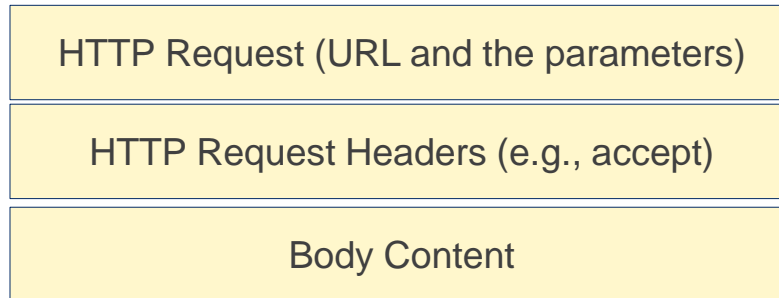 HTTP Request (URL and the parameters)
HTTP Request Headers (e.g., accept)
Body Content